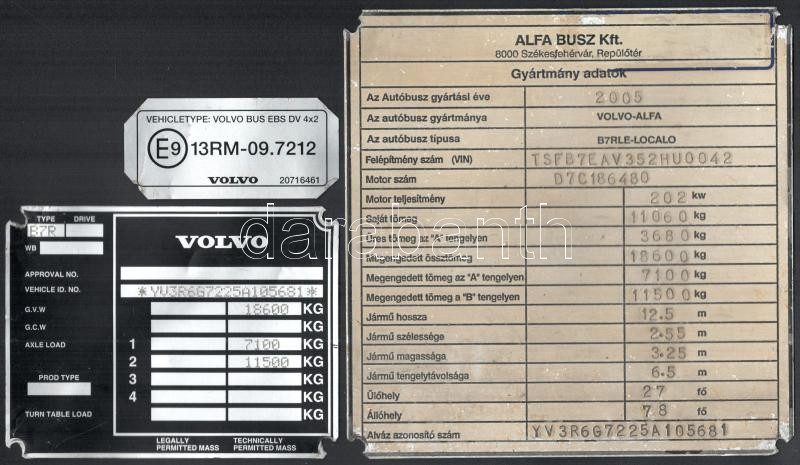 VEHICLETYPE: VOLVO BUS EBS DV 4x2
E9 13RM-09.7212
VOLVO 20716461
TYPE DRIVE
B7R
WB
VOLVO
APPROVAL NO.
VEHICLE ID. NO. *YV3R6G7225A105681*
G.V.W 18600 KG
G.C.W KG
AXLE LOAD 1 7100 KG
2 11500 KG
3 KG
PROD TYPE
4 KG
TURN TABLE LOAD KG
LEGALLY PERMITTED MASS TECHNICALLY PERMITTED MASS
ALFA BUSZ Kft.
8000 Székesfehérvár, Repülőtér
Gyártmány adatok
Az Autóbusz gyártási éve 2005
Az autóbusz gyártmánya VOLVO-ALFA
Az autóbusz típusa B7RLE-LOCALO
Felépítmény szám (VIN) TSFB7EAV352HU0042
Motor szám D7C186480
Motor teljesítmény 202 kw
Saját tömeg 11060 kg
Üres tömeg az "A" tengelyen 3680 kg
Megengedett össztömeg 18600 kg
Megengedett tömeg az "A" tengelyen 7100 kg
Megengedett tömeg a "B" tengelyen 11500 kg
Jármű hossza 12.5 m
Jármű szélessége 2.55 m
Jármű magassága 3.25 m
Jármű tengelytávolsága 6.5 m
Ülőhely 27 fő
Állóhely 78 fő
Alváz azonosító szám YV3R6G7225A105681
darabanth